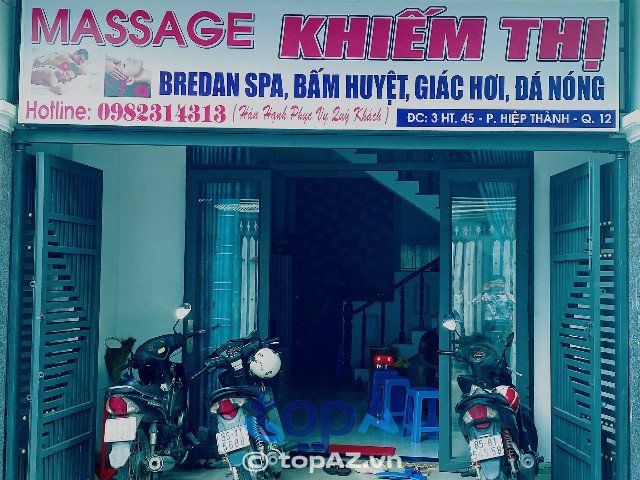 MASSAGE KHIẾM THỊ
BREDAN SPA, BẤM HUYỆT, GIÁC HƠI, ĐÁ NÓNG
Hotline: 0982314313 (Hân Hạnh Phục Vụ Quý Khách)
ĐC: 3 HT. 45 - P. HIỆP THÀNH - Q. 12
topA
© topAZ.vn